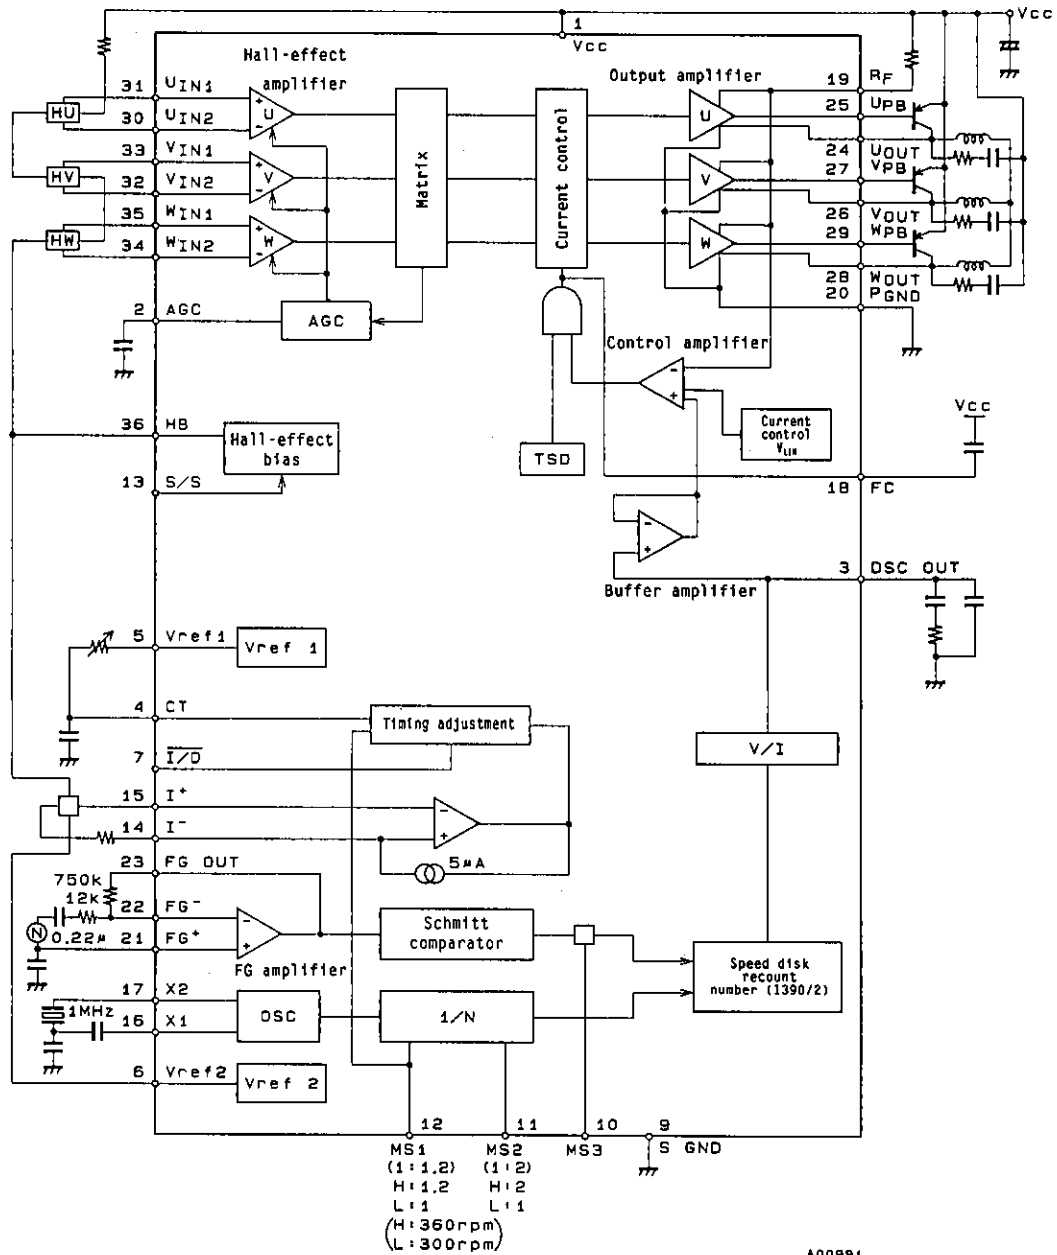 Vcc
1
Vcc
Hall-effect
amplifier
Output amplifier
31 UIN1
HU
30 UIN2
33 VIN1
HV
32 VIN2
35 WIN1
HW
34 WIN2
+
-
U
+
-
V
+
-
W
Matrix
Current control
U
V
W
19 RF
25 UPB
24 UOUT
27 VPB
26 VOUT
29 WPB
28 WOUT
20 PGND
2 AGC
AGC
Control amplifier
-
+
Current
control
VLIM
TSD
Vcc
36 HB
Hall-effect
bias
13 S/S
18 FC
-
+
Buffer amplifier
3 DSC OUT
5 Vref1
Vref 1
4 CT
Timing adjustment
7 I/D
V/I
15 I+
14 I-
-
+
5μA
23 FG OUT
750k
12k
22 FG-
N
0.22μ
21 FG+
-
+
FG amplifier
Schmitt
comparator
Speed disk
recount
number (1390/2)
17 X2
1MHz
16 X1
OSC
1/N
6 Vref2
Vref 2
12
11
10
9
MS1
MS2
MS3
S GND
(1:1,2)
(1:2)
H:1,2
H:2
L:1
L:1
(H:360rpm
L:300rpm)
A00991